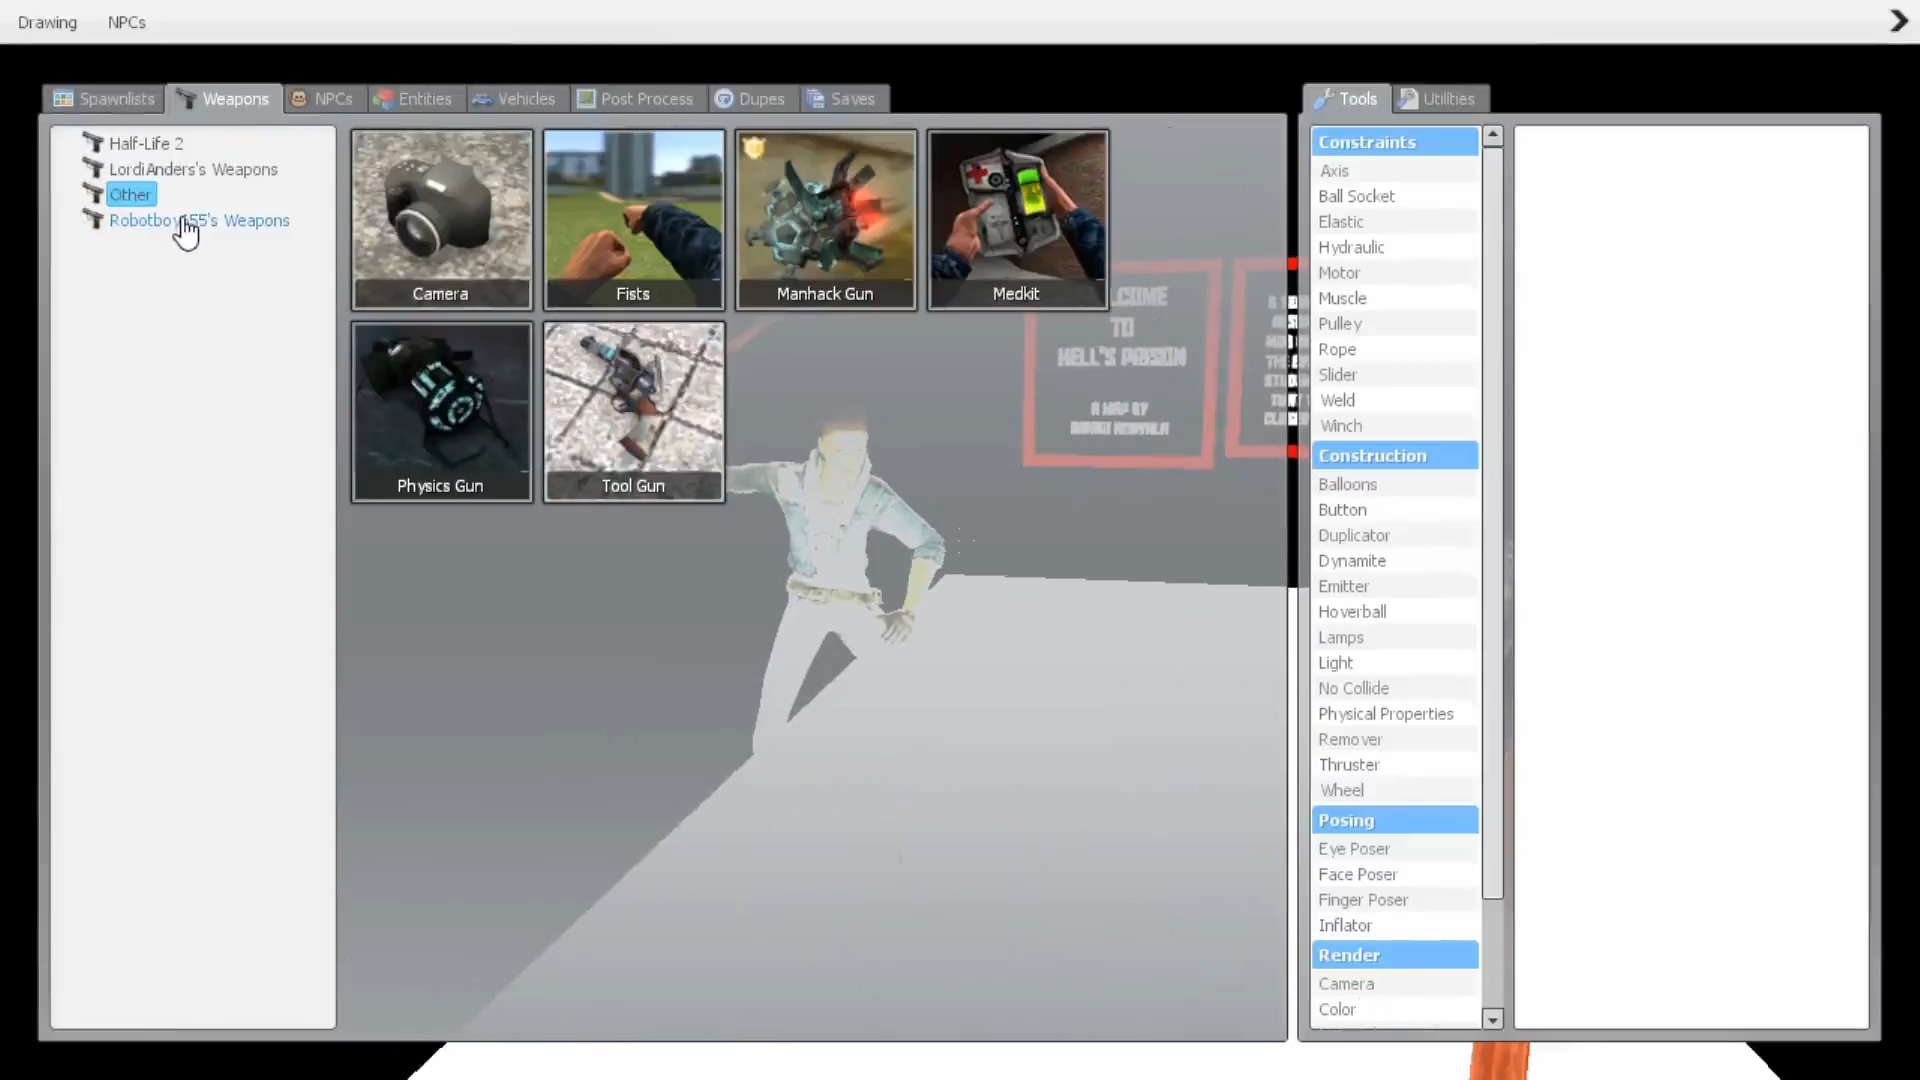 Drawing NPCs
Spawnlists Weapons NPCs Entities Vehicles Post Process Dupes Saves
Half-Life 2
LordiAnders's Weapons
Other
Weapons
Camera Fists Manhack Gun Medkit
Physics Gun Tool Gun
TO
HELL'S PRISON
A MAP BY
Tools Utilities
Constraints
Axis
Ball Socket
Elastic
Hydraulic
Motor
Muscle
Pulley
Rope
Slider
Weld
Winch
Construction
Balloons
Button
Duplicator
Dynamite
Emitter
Hoverball
Lamps
Light
No Collide
Physical Properties
Remover
Thruster
Wheel
Posing
Eye Poser
Face Poser
Finger Poser
Inflator
Render
Camera
Color